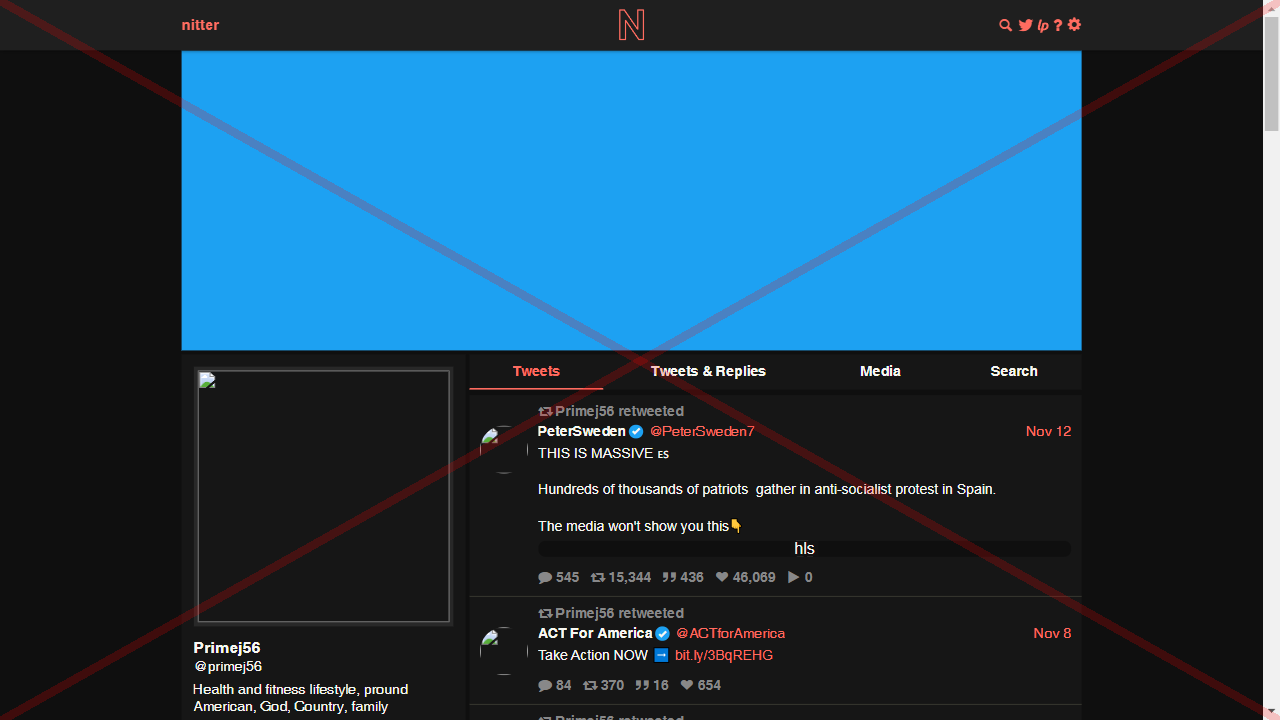 nitter
N
lp ?
Tweets
Tweets & Replies
Media
Search
Primej56 retweeted
PeterSweden @PeterSweden7 Nov 12
THIS IS MASSIVE ES
Hundreds of thousands of patriots gather in anti-socialist protest in Spain.
The media won't show you this
hls
545 15,344 436 46,069 0
Primej56 retweeted
ACT For America @ACTforAmerica Nov 8
Take Action NOW bit.ly/3BqREHG
84 370 16 654
Primej56 retweeted
Primej56
@primej56
Health and fitness lifestyle, pround
American, God, Country, family